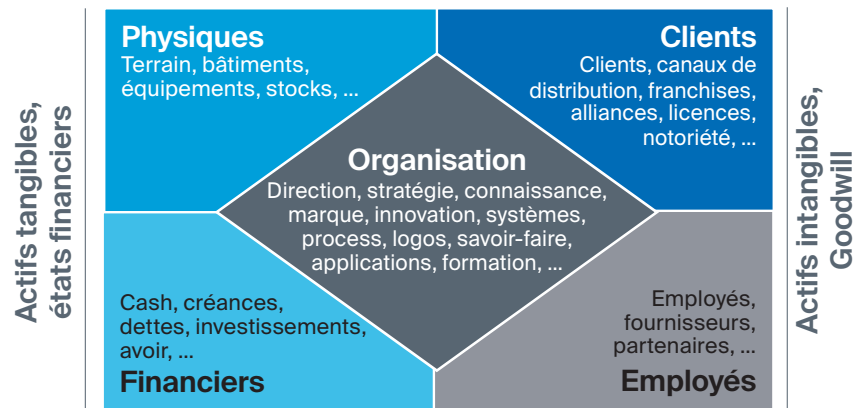 Actifs tangibles,
états financiers
Physiques
Terrain, bâtiments,
équipements, stocks, ...
Clients
Clients, canaux de
distribution, franchises,
alliances, licences,
notoriété, ...
Organisation
Direction, stratégie, connaissance,
marque, innovation, systèmes,
process, logos, savoir-faire,
applications, formation, ...
Cash, créances,
dettes, investissements,
avoir, ...
Financiers
Employés,
fournisseurs,
partenaires, ...
Employés
Actifs intangibles,
Goodwill